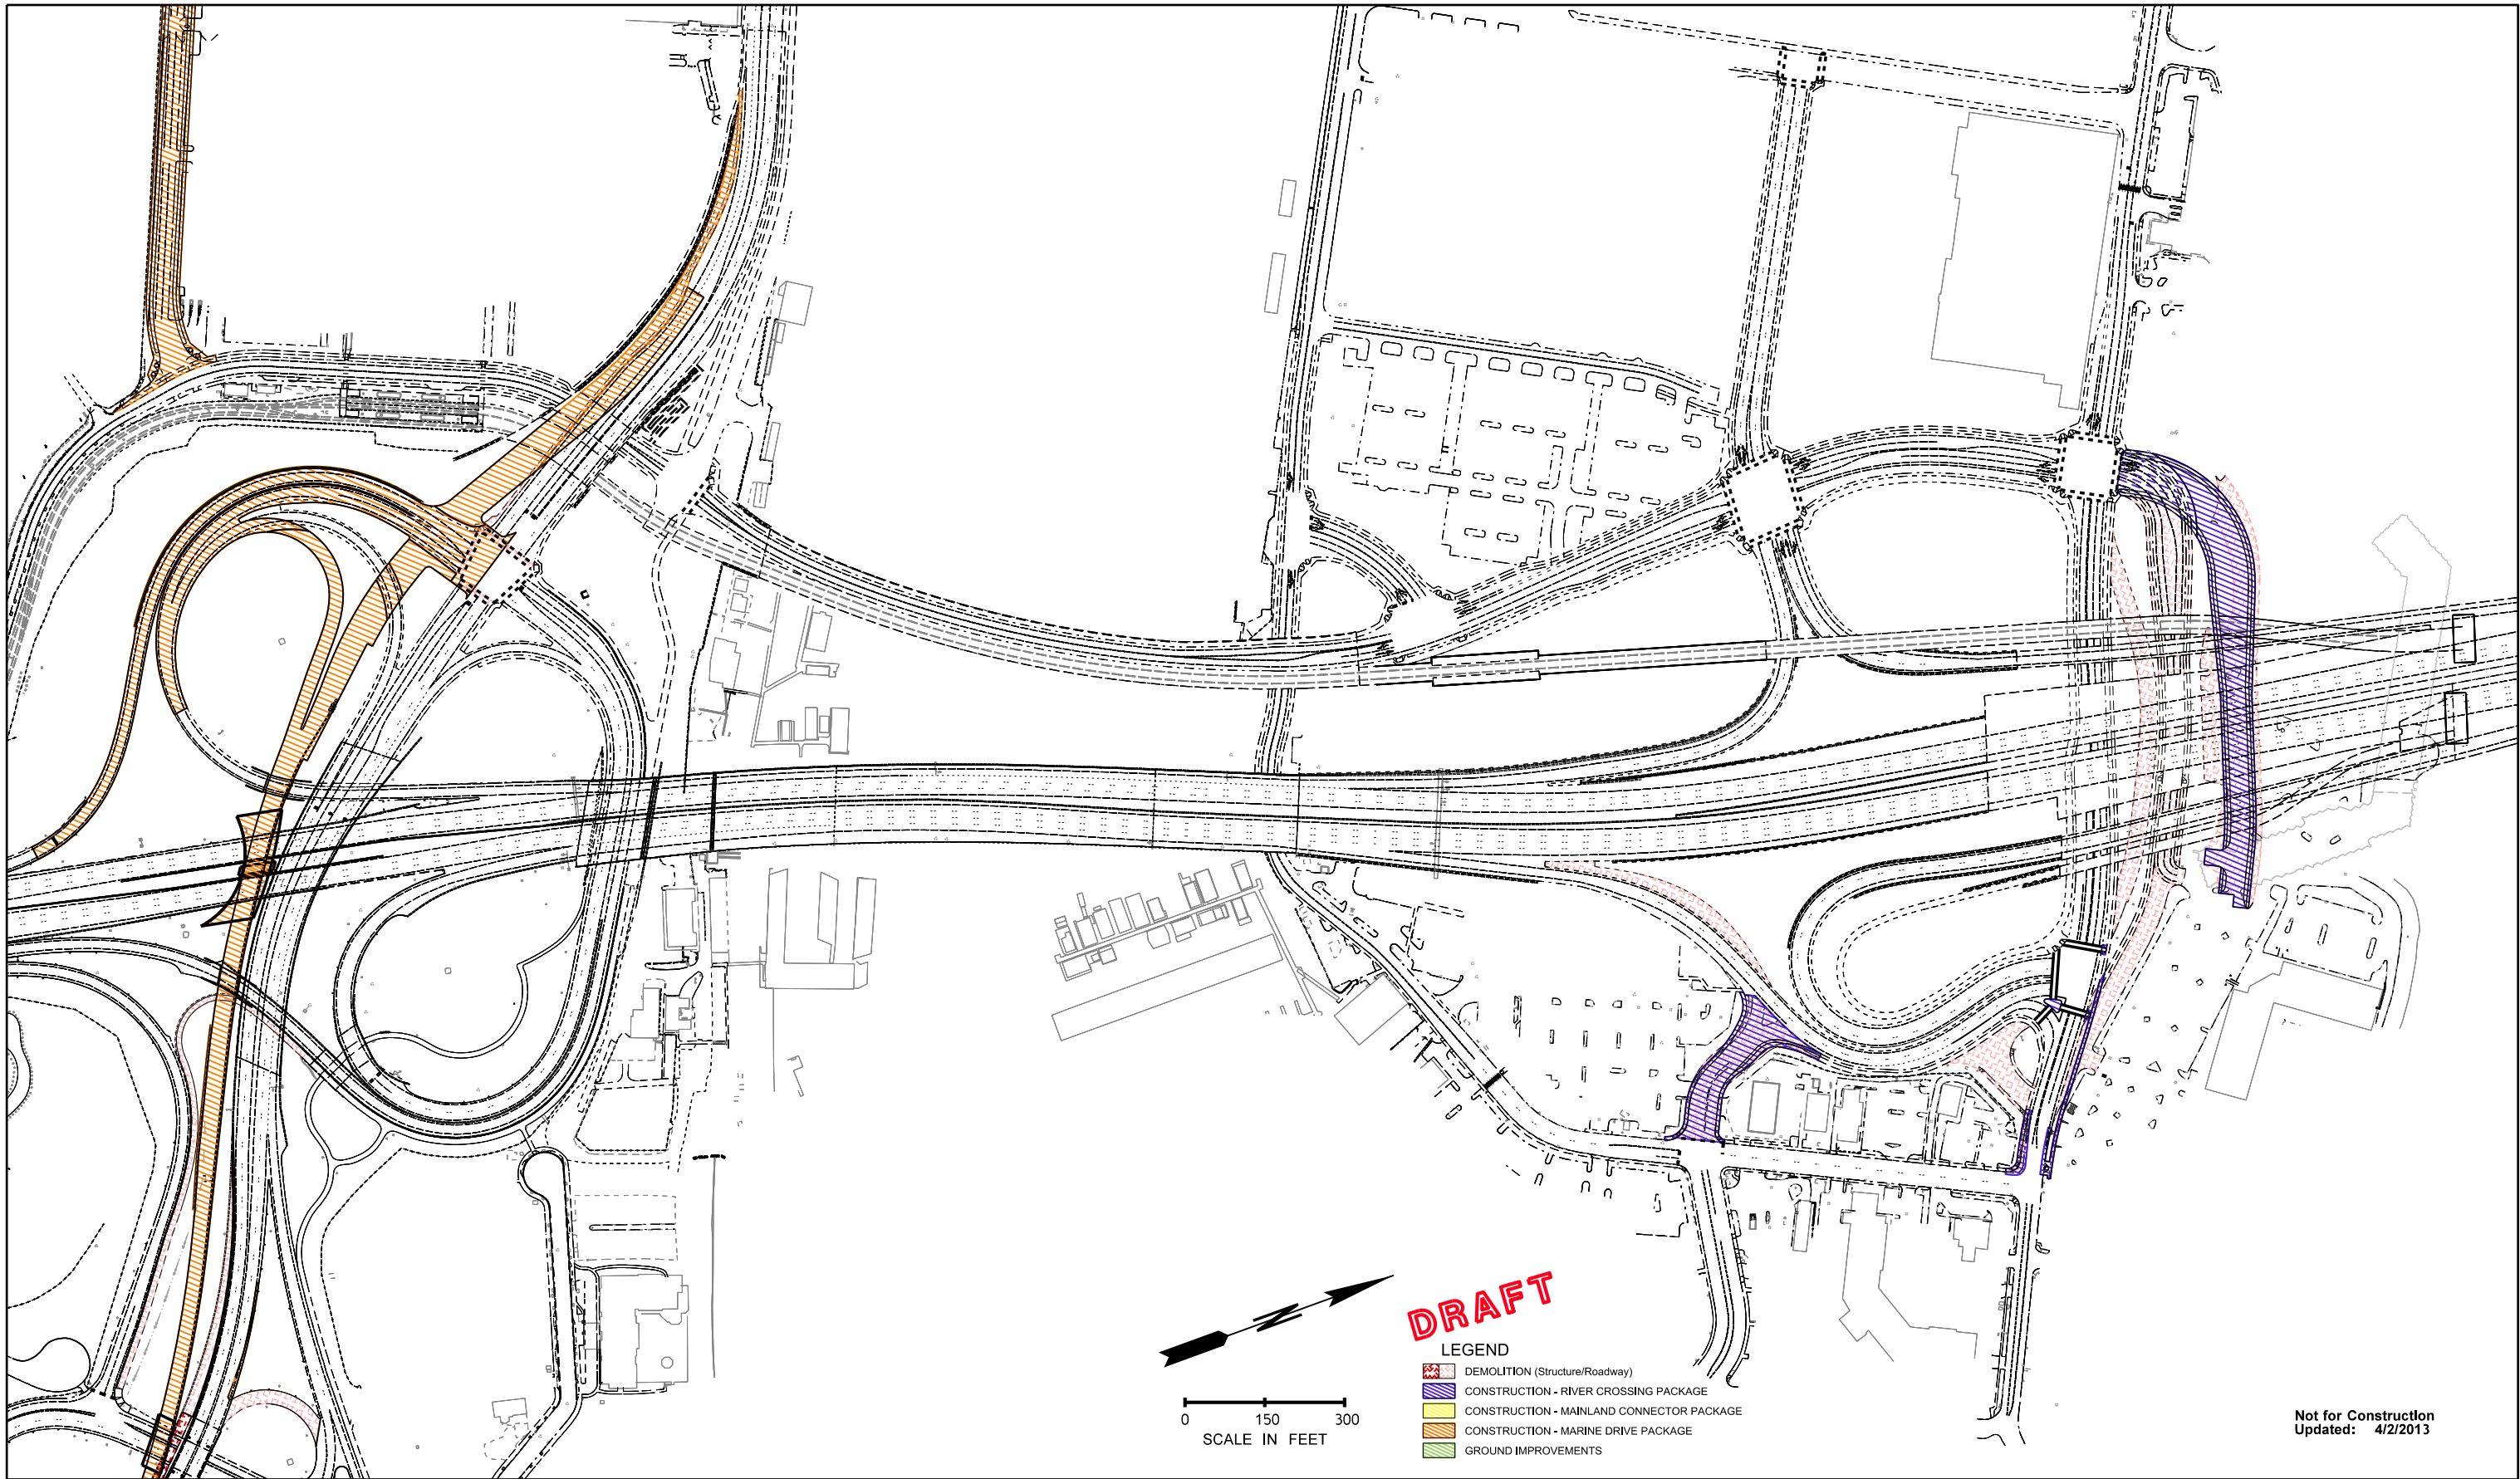 DRAFT
LEGEND
DEMOLITION (Structure/Roadway)
CONSTRUCTION - RIVER CROSSING PACKAGE
CONSTRUCTION - MAINLAND CONNECTOR PACKAGE
CONSTRUCTION - MARINE DRIVE PACKAGE
GROUND IMPROVEMENTS
0 150 300
SCALE IN FEET
Not for Construction
Updated: 4/2/2013